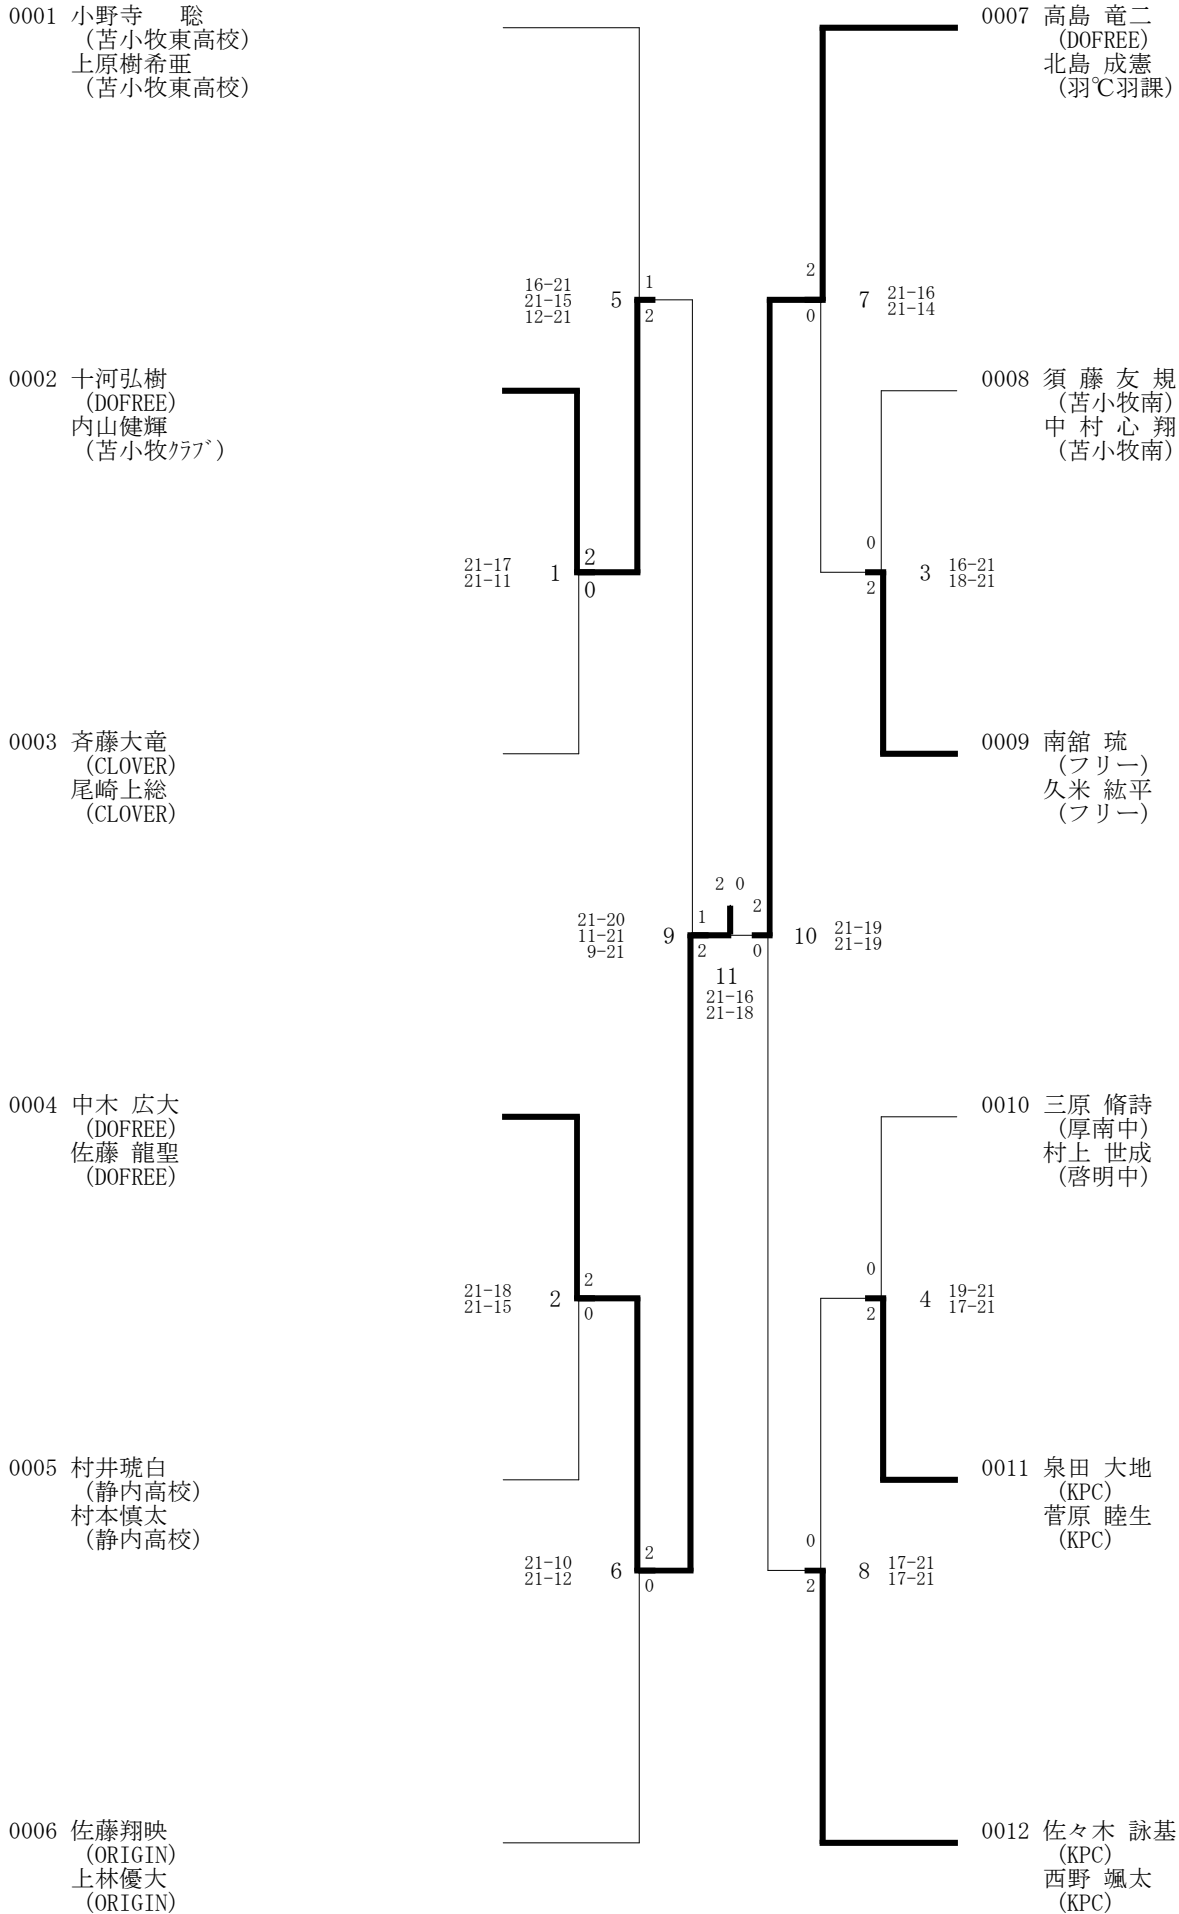 0001 小野寺　聡
(苫小牧東高校)
上原樹希亜
(苫小牧東高校)
16-21
21-15
12-21
5
1
2
0002 十河弘樹
(DOFREE)
内山健輝
(苫小牧ｸﾗﾌﾞ)
21-17
21-11
1
2
0
0003 斉藤大竜
(CLOVER)
尾崎上総
(CLOVER)
21-20
11-21
9-21
9
1
2
0004 中木 広大
(DOFREE)
佐藤 龍聖
(DOFREE)
21-18
21-15
2
2
0
0005 村井琥白
(静内高校)
村本慎太
(静内高校)
21-10
21-12
6
2
0
0006 佐藤翔映
(ORIGIN)
上林優大
(ORIGIN)
2 0
11
21-16
21-18
0007 高島 竜二
(DOFREE)
北島 成憲
(羽℃羽課)
2
0
7
21-16
21-14
0008 須 藤 友 規
(苫小牧南)
中 村 心 翔
(苫小牧南)
0
2
3
16-21
18-21
0009 南舘 琉
(フリー)
久米 紘平
(フリー)
2
0
10
21-19
21-19
0010 三原 脩詩
(厚南中)
村上 世成
(啓明中)
0
2
4
19-21
17-21
0011 泉田 大地
(KPC)
菅原 睦生
(KPC)
0
2
8
17-21
17-21
0012 佐々木 詠基
(KPC)
西野 颯太
(KPC)